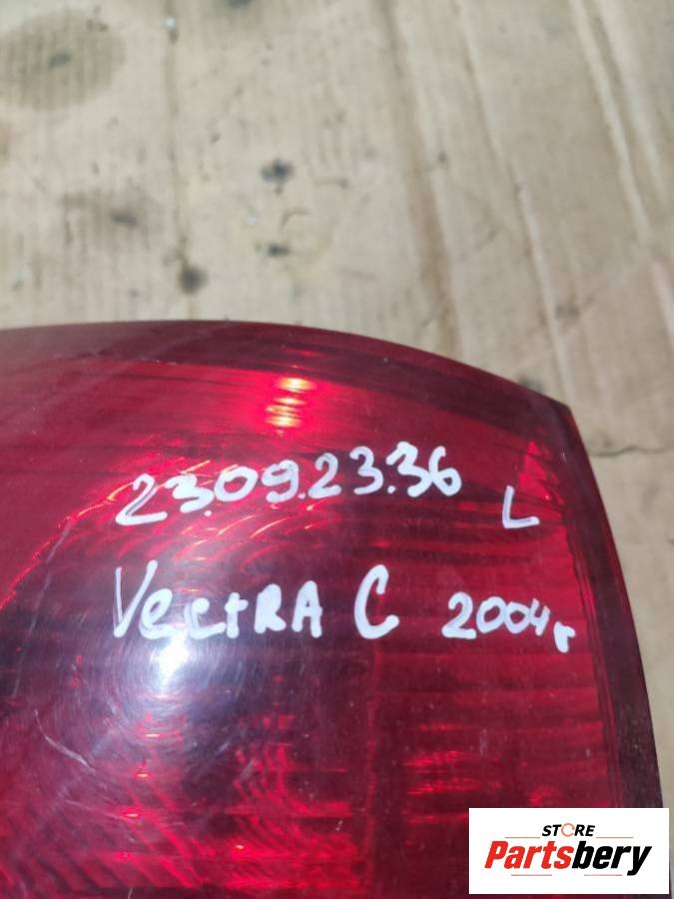 23.09.23.36 L
VectRA C 2004г
STORE
Partsbery